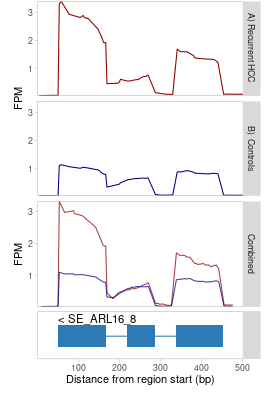 3
2
1
A) Recurrent HCC
FPM
3
2
1
B) Controls
3
2
1
FPM
Combined
< SE_ARL16_8
100 200 300 400 500
Distance from region start (bp)